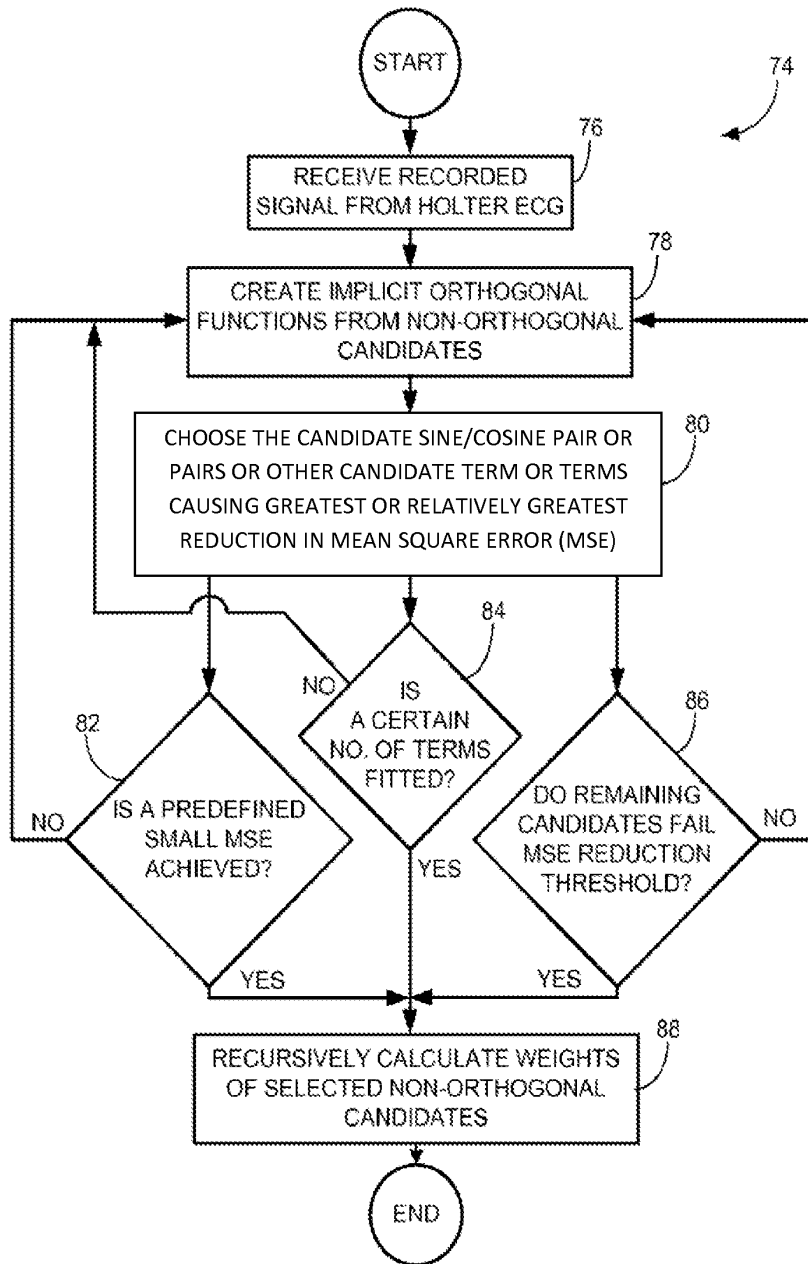 START
74
76
RECEIVE RECORDED
SIGNAL FROM HOLTER ECG
78
CREATE IMPLICIT ORTHOGONAL
FUNCTIONS FROM NON-ORTHOGONAL
CANDIDATES
80
CHOOSE THE CANDIDATE SINE/COSINE PAIR OR
PAIRS OR OTHER CANDIDATE TERM OR TERMS
CAUSING GREATEST OR RELATIVELY GREATEST
REDUCTION IN MEAN SQUARE ERROR (MSE)
84
NO
IS
A CERTAIN
NO. OF TERMS
FITTED?
YES
82
NO
IS A PREDEFINED
SMALL MSE
ACHIEVED?
YES
86
DO REMAINING
CANDIDATES FAIL
MSE REDUCTION
THRESHOLD?
NO
YES
88
RECURSIVELY CALCULATE WEIGHTS
OF SELECTED NON-ORTHOGONAL
CANDIDATES
END